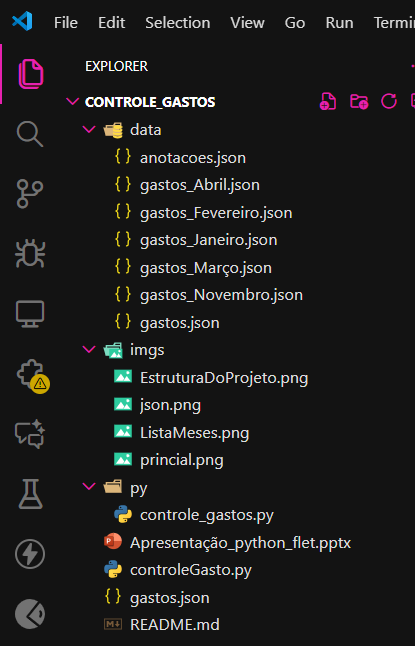 File Edit Selection View Go Run Termin
EXPLORER
CONTROLE_GASTOS
data
anotacoes.json
gastos_Abril.json
gastos_Fevereiro.json
gastos_Janeiro.json
gastos_Março.json
gastos_Novembro.json
gastos.json
imgs
EstruturaDoProjeto.png
json.png
ListaMeses.png
princial.png
py
controle_gastos.py
Apresentação_python_flet.pptx
controleGasto.py
gastos.json
README.md